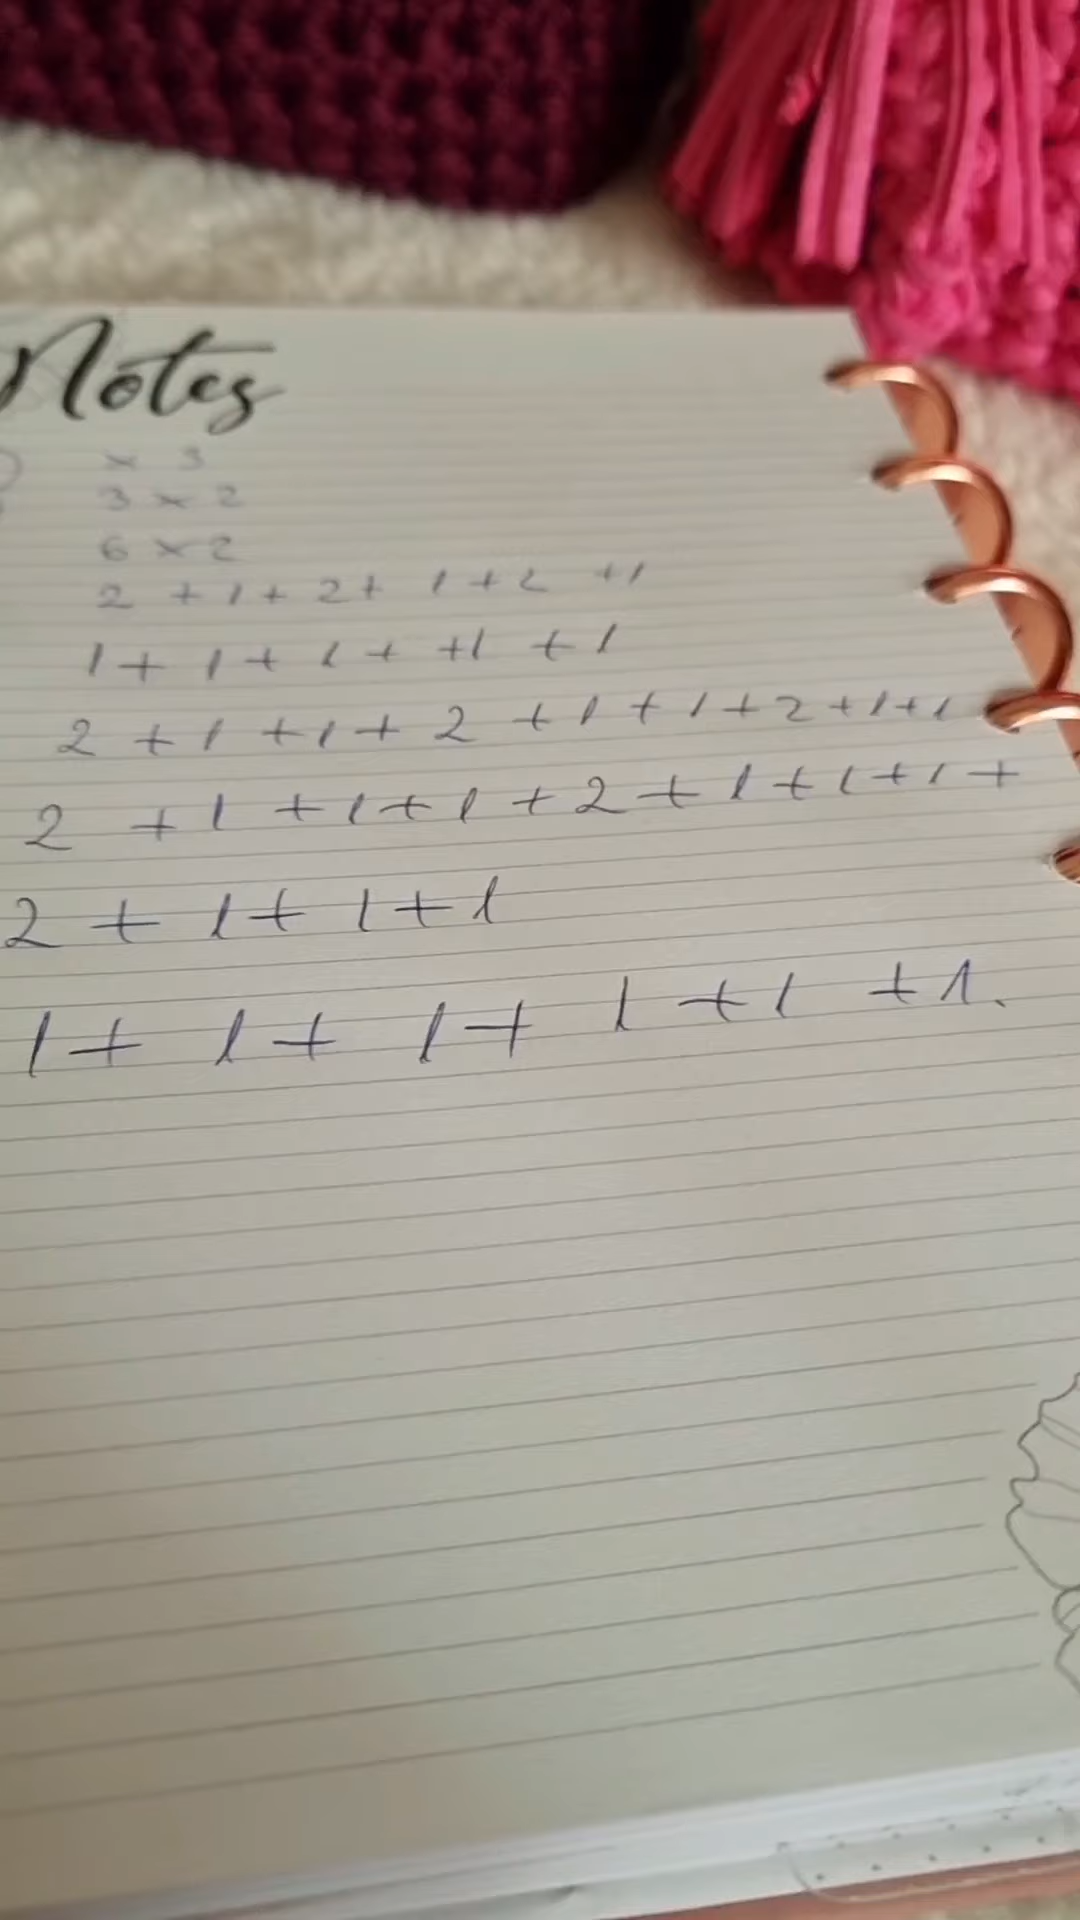 Notes
x 3
3 x 2
6 x 2
2 + 1 + 2 + 1 + 2 + 1
1 + 1 + 1 + +1 + 1
2 + 1 + 1 + 2 + 1 + 1 + 2 + 1 + 1
2 + 1 + 1 + 1 + 2 + 1 + 1 + 1 +
2 + 1 + 1 + 1
1 + 1 + 1 + 1 + 1 + 1.